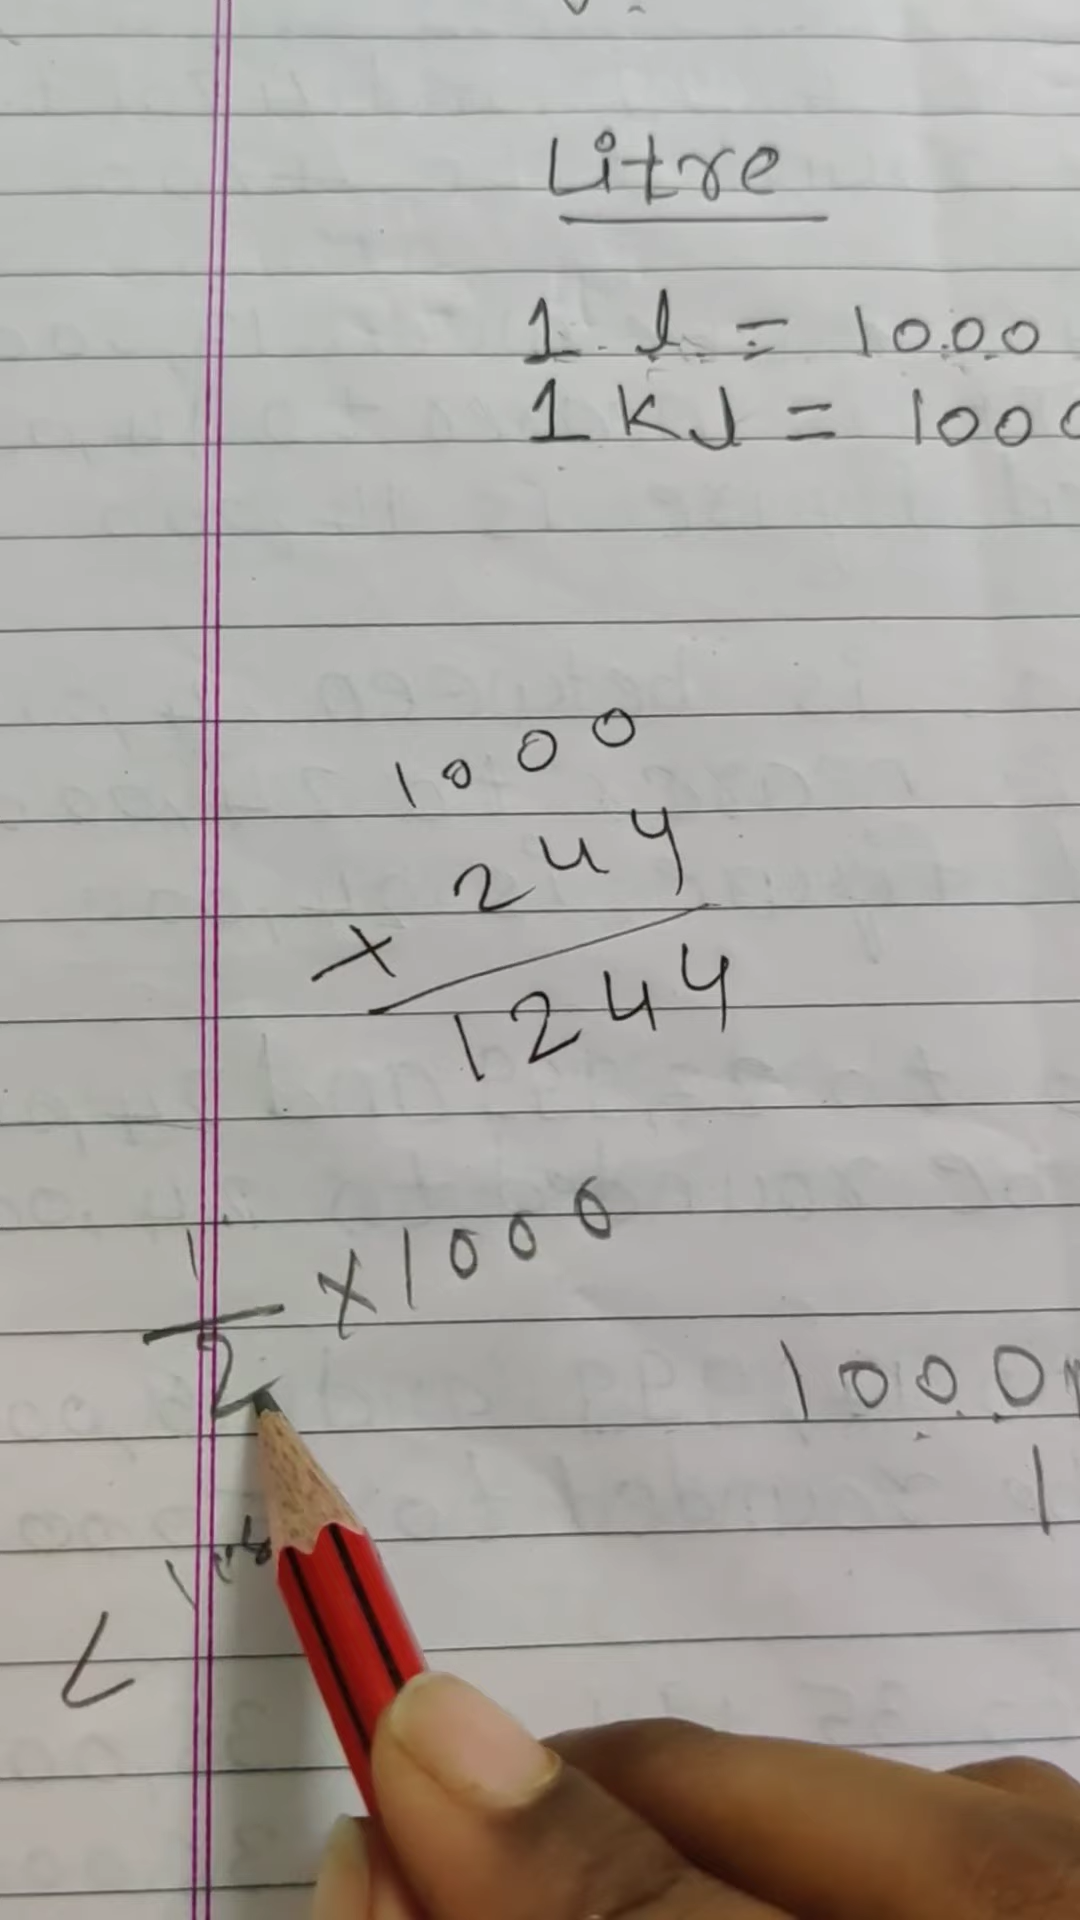 Litre
1 l = 1000
1 kl = 1000
1000
× 244
1244
1
2
× 1000
1000
1
L